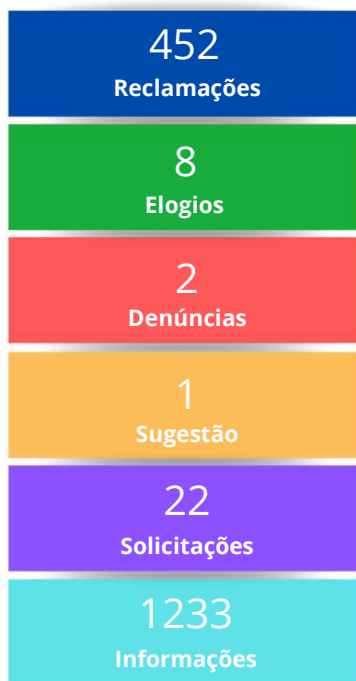 452
Reclamações
8
Elogios
2
Denúncias
1
Sugestão
22
Solicitações
1233
Informações